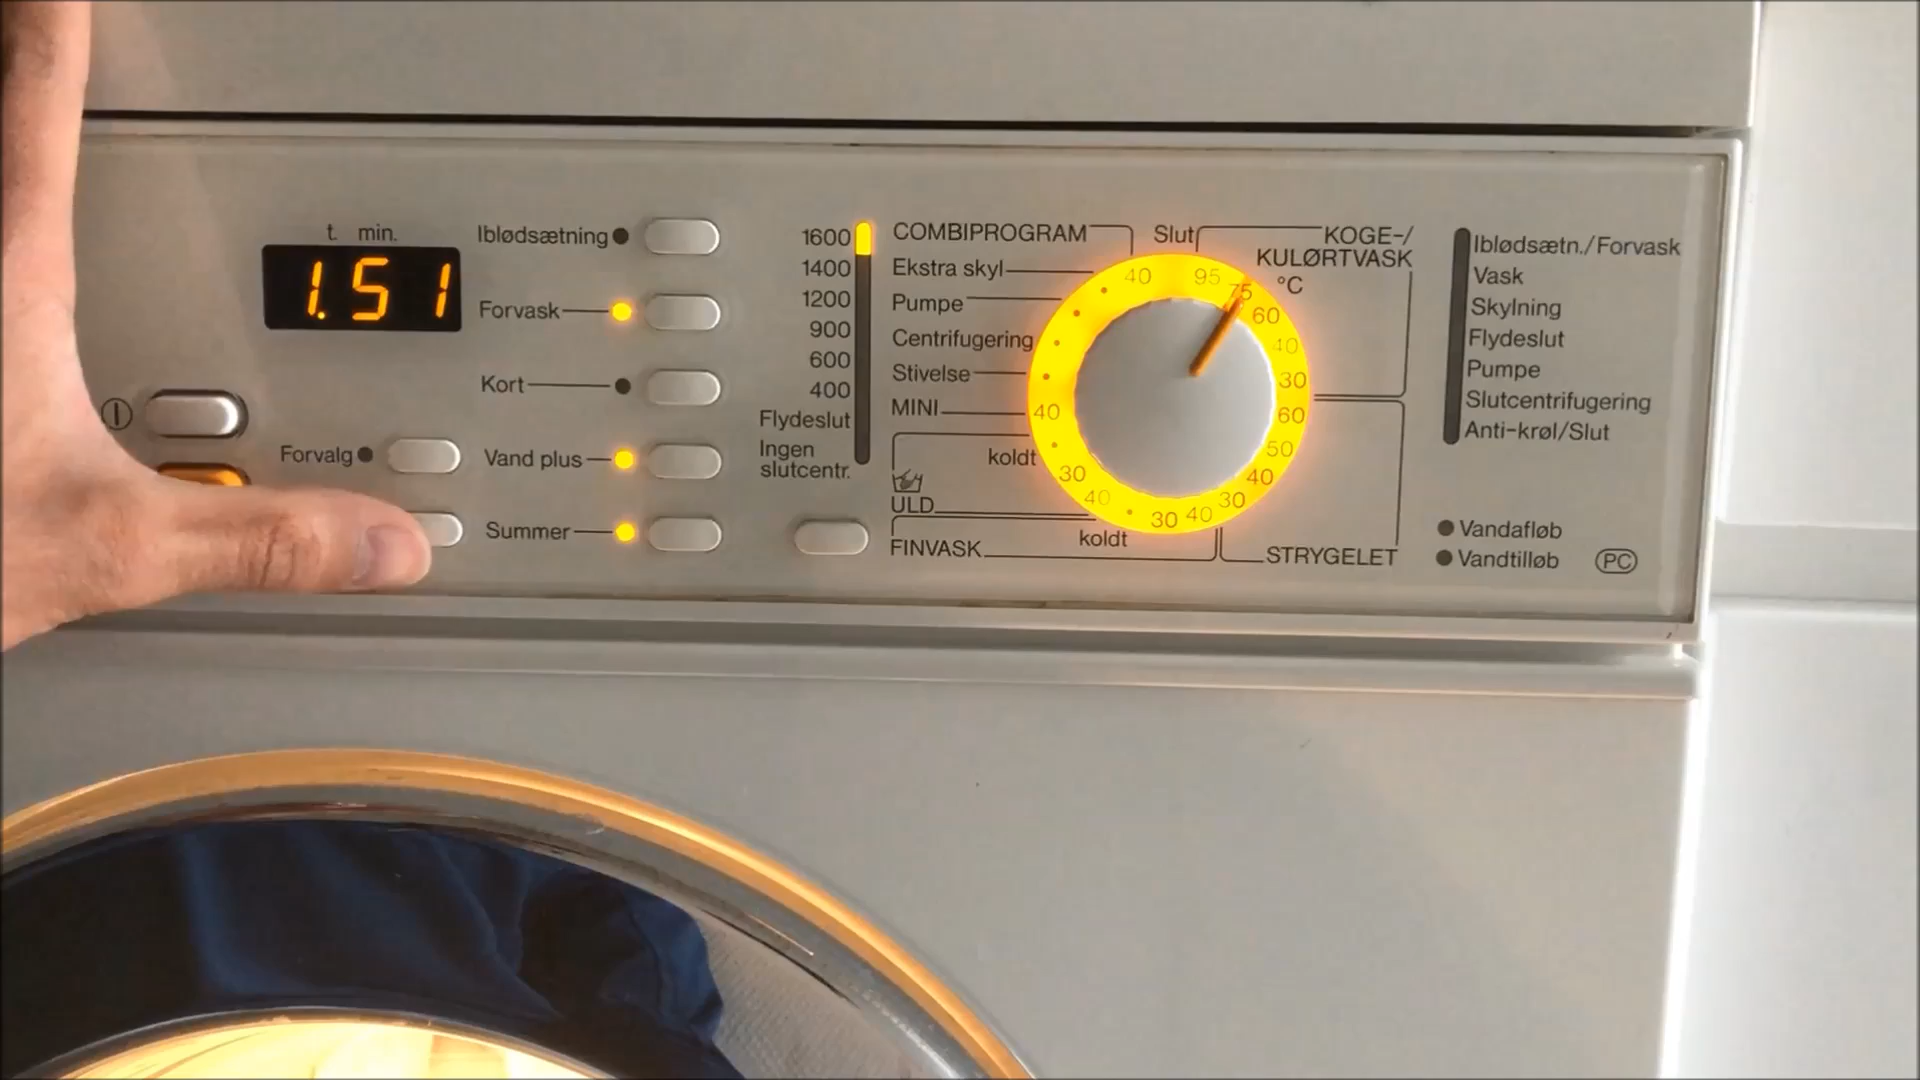 t. min.
1.51
Iblødsætning
Forvask
Kort
Forvalg
Vand plus
Summer
1600
1400
1200
900
600
400
Flydeslut
Ingen
slutcentr.
COMBIPROGRAM
Ekstra skyl
Pumpe
Centrifugering
Stivelse
MINI
koldt
ULD
FINVASK
koldt
Slut
KOGE-/
KULØRTVASK
°C
40
95
75
60
40
30
60
50
40
30
40
30
40
30
40
STRYGELET
Iblødsætn./Forvask
Vask
Skylning
Flydeslut
Pumpe
Slutcentrifugering
Anti-krøl/Slut
Vandafløb
Vandtilløb
PC